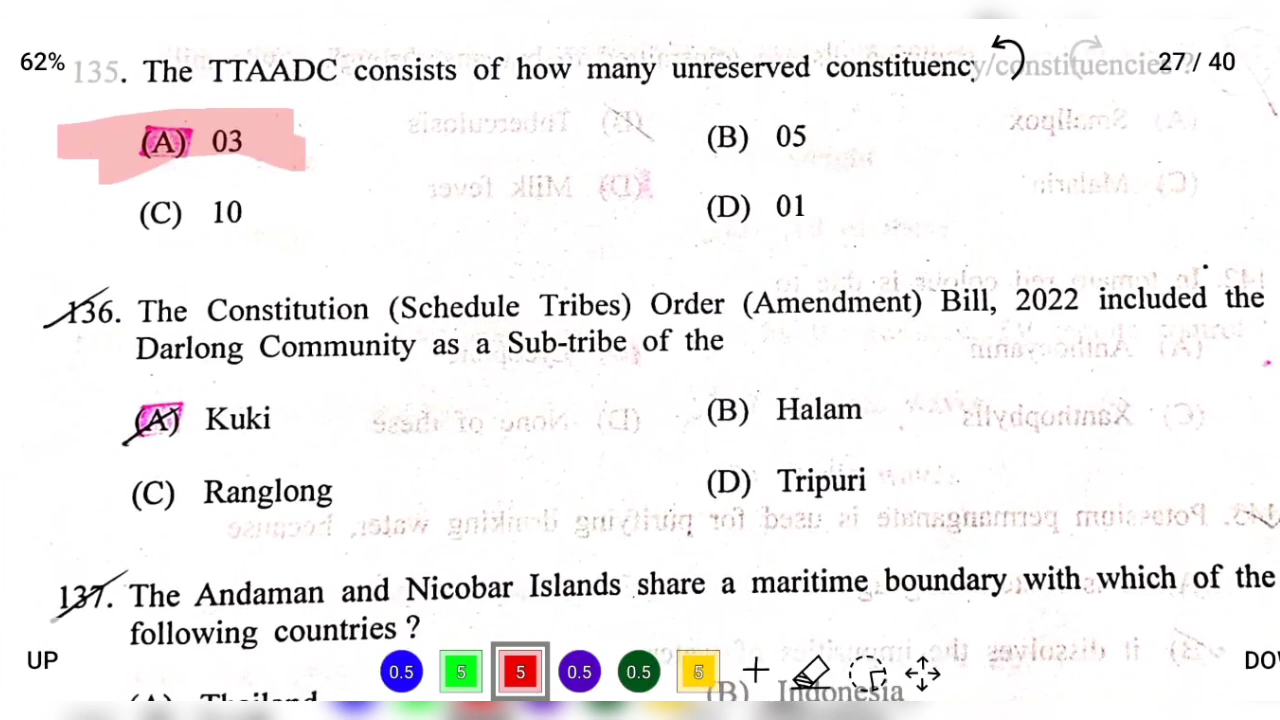 62%
135. The TTAADC consists of how many unreserved constituency/constituencies ?
27 / 40
(A) 03
(B) 05
(C) 10
(D) 01
136. The Constitution (Schedule Tribes) Order (Amendment) Bill, 2022 included the
Darlong Community as a Sub-tribe of the
(A) Kuki
(B) Halam
(C) Ranglong
(D) Tripuri
137. The Andaman and Nicobar Islands share a maritime boundary with which of the
following countries ?
UP
0.5 5 5 0.5 0.5 5
(A) Thailand
(B) Indonesia